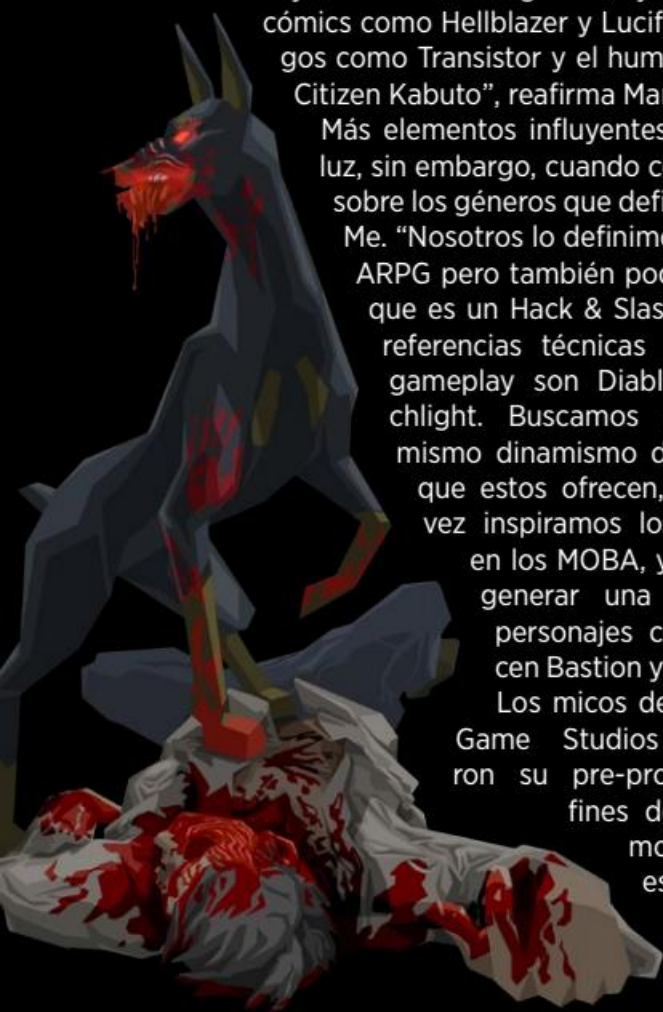 cómics como Hellblazer y Lucif
gos como Transistor y el hum
Citizen Kabuto”, reafirma Mar
Más elementos influyentes
luz, sin embargo, cuando c
sobre los géneros que defi
Me. “Nosotros lo definim
ARPG pero también pod
que es un Hack & Slas
referencias técnicas
gameplay son Diabl
chlight. Buscamos
mismo dinamismo d
que estos ofrecen,
vez inspiramos lo
en los MOBA, y
generar una
personajes c
cen Bastion y
Los micos de
Game Studios
ron su pre-pro
fines d
mo
es